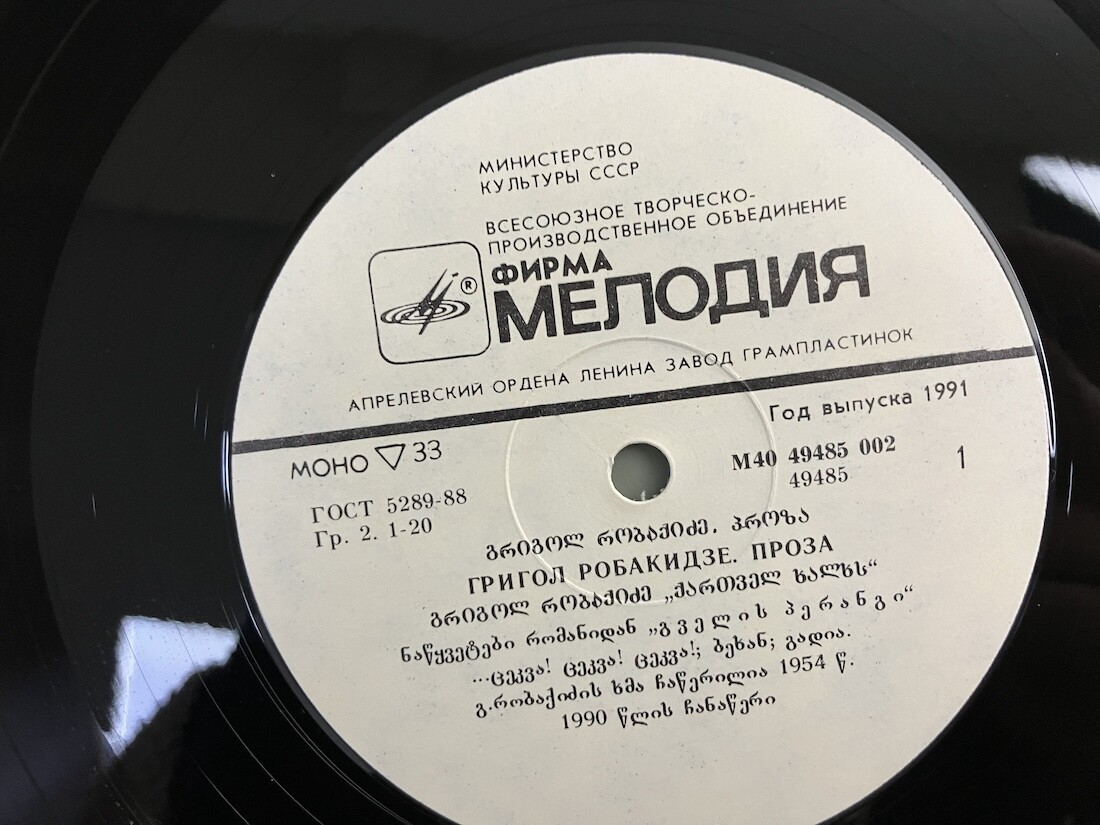 МИНИСТЕРСТВО
КУЛЬТУРЫ СССР
ВСЕСОЮЗНОЕ ТВОРЧЕСКО-
ПРОИЗВОДСТВЕННОЕ ОБЪЕДИНЕНИЕ
ФИРМА
®
МЕЛОДИЯ
АПРЕЛЕВСКИЙ ОРДЕНА ЛЕНИНА ЗАВОД ГРАМПЛАСТИНОК
Год выпуска 1991
МОНО ▽ 33
М40 49485 002
49485
1
ГОСТ 5289-88
Гр. 2. 1-20
გრიგოლ რობაქიძე. პროზა
ГРИГОЛ РОБАКИДЗЕ. ПРОЗА
გრიგოლ რობაქიძე „ქართველ ხალხს“
ნაწყვეტები რომანიდან „გველის პერანგი“
...ცეკვა! ცეკვა! ცეკვა!; ბეხან; გადია.
გ.რობაქიძის ხმა ჩაწერილია 1954 წ.
1990 წლის ჩანაწერი